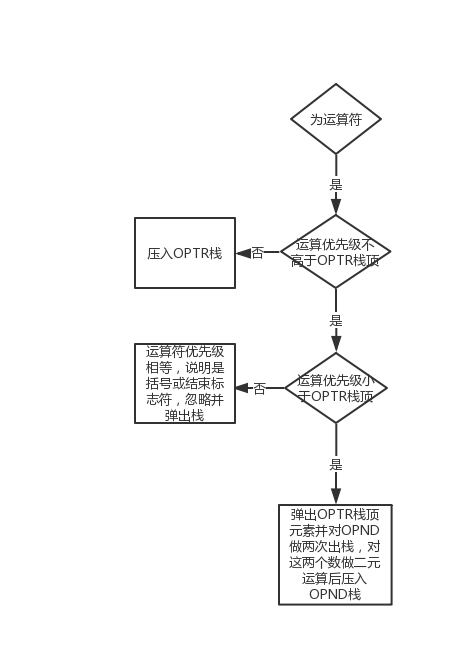 为运算符
是
运算优先级不
高于OPTR栈顶
否
压入OPTR栈
是
运算优先级小
于OPTR栈顶
否
运算符优先级
相等，说明是
括号或结束标
志符，忽略并
弹出栈
是
弹出OPTR栈顶
元素并对OPND
做两次出栈，对
这两个数做二元
运算后压入
OPND栈